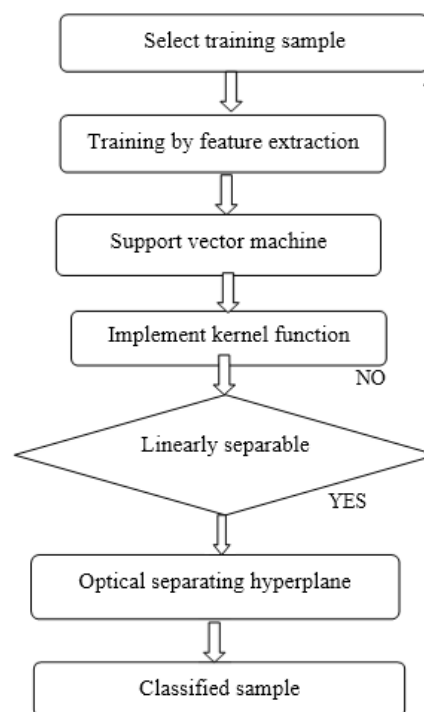 Select training sample
Training by feature extraction
Support vector machine
Implement kernel function
NO
Linearly separable
YES
Optical separating hyperplane
Classified sample